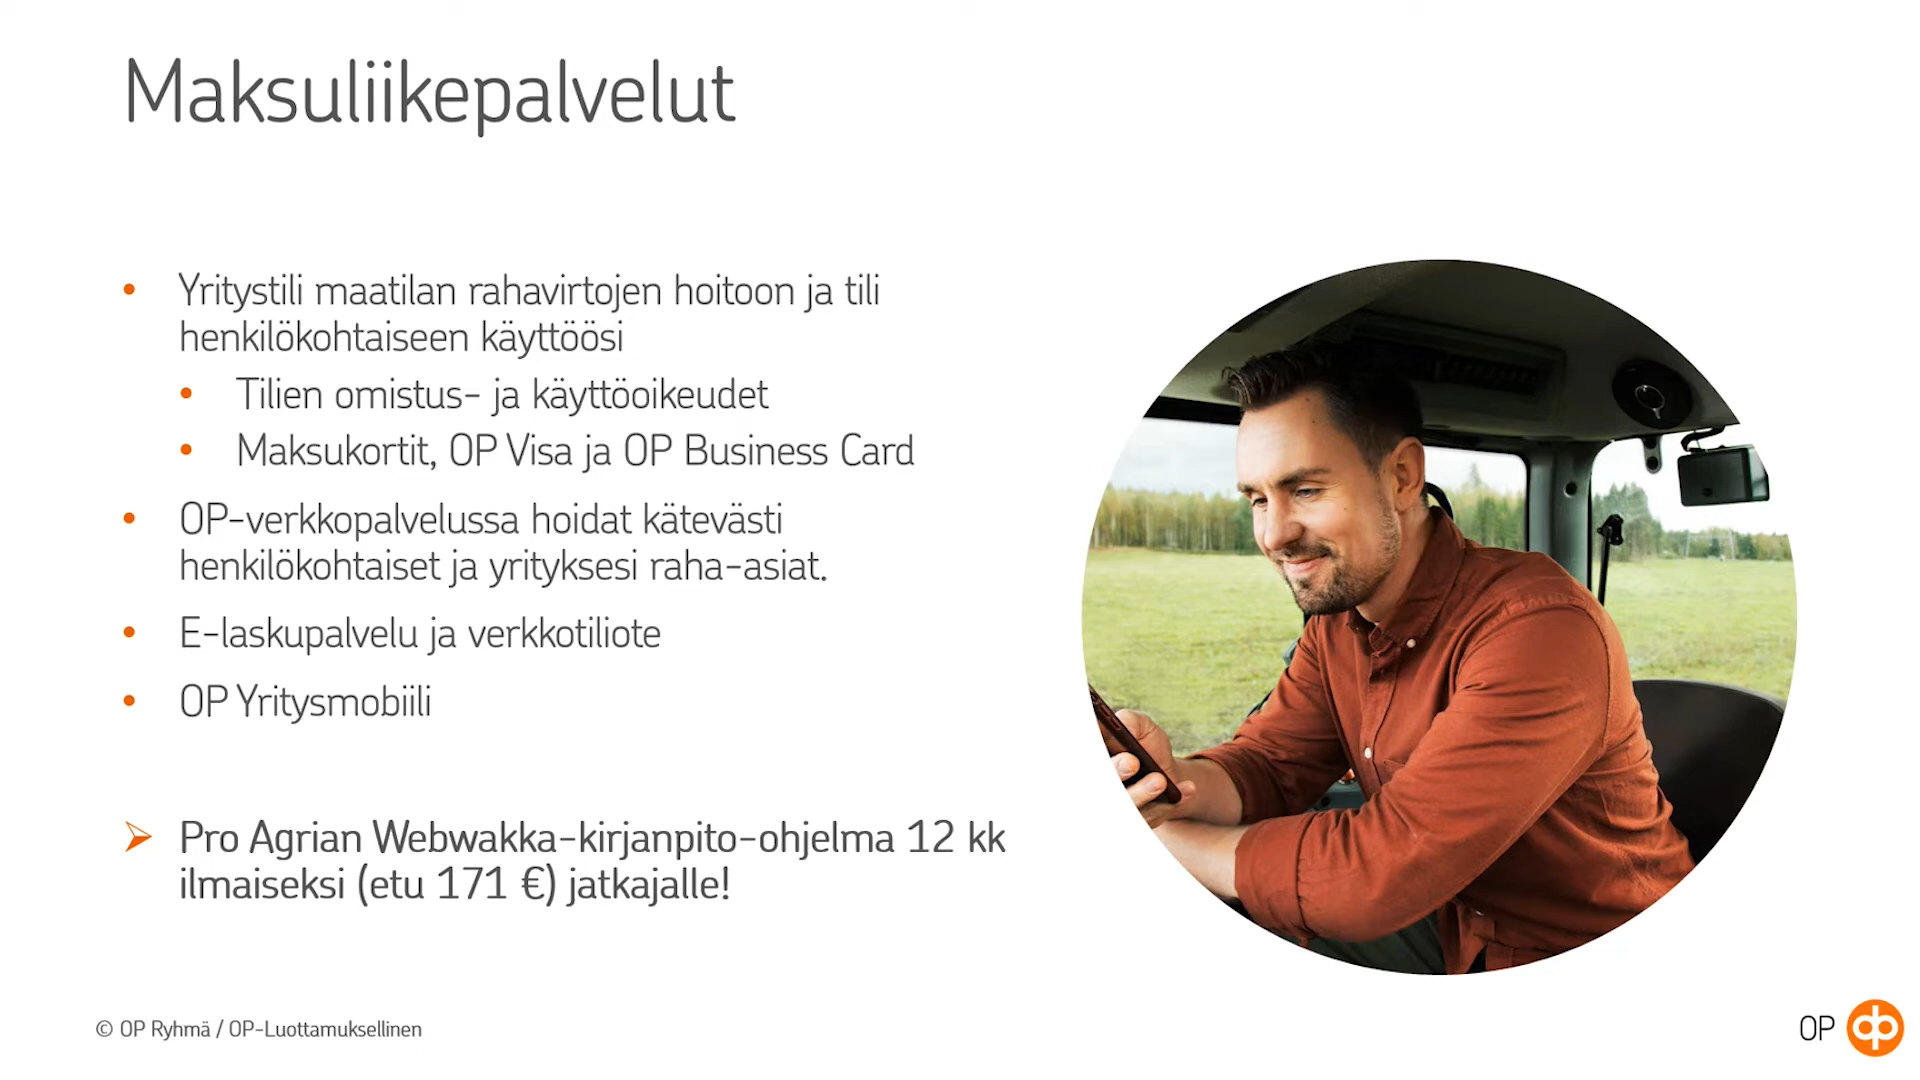 Maksuliikepalvelut
• Yritystili maatilan rahavirtojen hoitoon ja tili
henkilökohtaiseen käyttöösi
• Tilien omistus- ja käyttöoikeudet
• Maksukortit, OP Visa ja OP Business Card
• OP-verkkopalvelussa hoidat kätevästi
henkilökohtaiset ja yrityksesi raha-asiat.
• E-laskupalvelu ja verkkotiliote
• OP Yritysmobiili
➢ Pro Agrian Webwakka-kirjanpito-ohjelma 12 kk
ilmaiseksi (etu 171 €) jatkajalle!
© OP Ryhmä / OP-Luottamuksellinen
OP